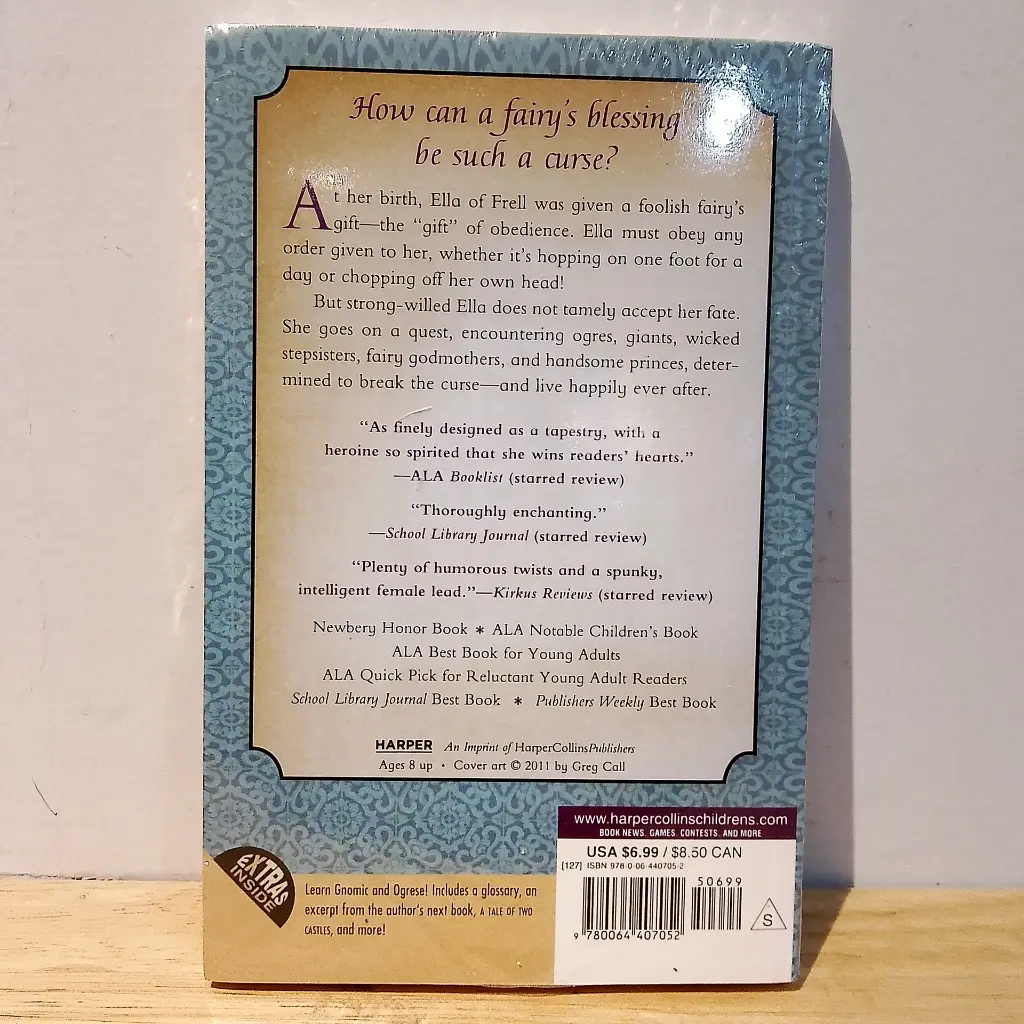 How can a fairy's blessing
be such a curse?
At her birth, Ella of Frell was given a foolish fairy's
gift—the "gift" of obedience. Ella must obey any
order given to her, whether it's hopping on one foot for a
day or chopping off her own head!
But strong-willed Ella does not tamely accept her fate.
She goes on a quest, encountering ogres, giants, wicked
stepsisters, fairy godmothers, and handsome princes, deter-
mined to break the curse—and live happily ever after.
"As finely designed as a tapestry, with a
heroine so spirited that she wins readers' hearts."
—ALA Booklist (starred review)
"Thoroughly enchanting."
—School Library Journal (starred review)
"Plenty of humorous twists and a spunky,
intelligent female lead."—Kirkus Reviews (starred review)
Newbery Honor Book * ALA Notable Children's Book
ALA Best Book for Young Adults
ALA Quick Pick for Reluctant Young Adult Readers
School Library Journal Best Book * Publishers Weekly Best Book
HARPER An Imprint of HarperCollinsPublishers
Ages 8 up • Cover art © 2011 by Greg Call
www.harpercollinschildrens.com
BOOK NEWS, GAMES, CONTESTS, AND MORE
USA $6.99 / $8.50 CAN
[127] ISBN 978-0-06-440705-2
50699
9 780064 407052
S
EXTRAS
INSIDE
Learn Gnomic and Ogrese! Includes a glossary, an
excerpt from the author's next book, A TALE OF TWO
CASTLES, and more!